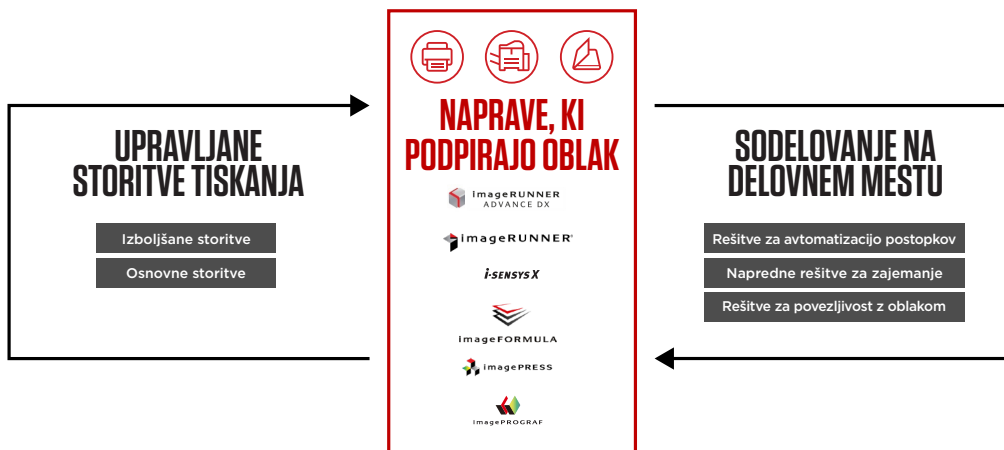 UPRAVLJANE
STORITVE TISKANJA
Izboljšane storitve
Osnovne storitve
NAPRAVE, KI
PODPIRAJO OBLAK
imageRUNNER
ADVANCE DX
imageRUNNER
i-SENSYS X
imageFORMULA
imagePRESS
imagePROGRAF
SODELOVANJE NA
DELOVNEM MESTU
Rešitve za avtomatizacijo postopkov
Napredne rešitve za zajemanje
Rešitve za povezljivost z oblakom